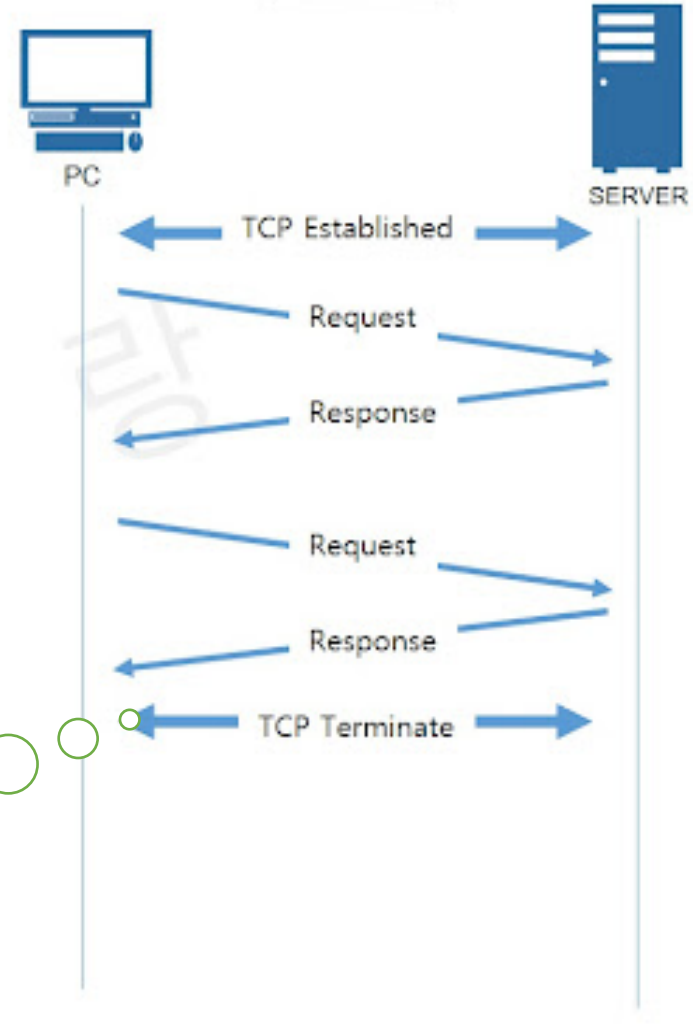 PC
SERVER
TCP Established
Request
Response
Request
Response
TCP Terminate